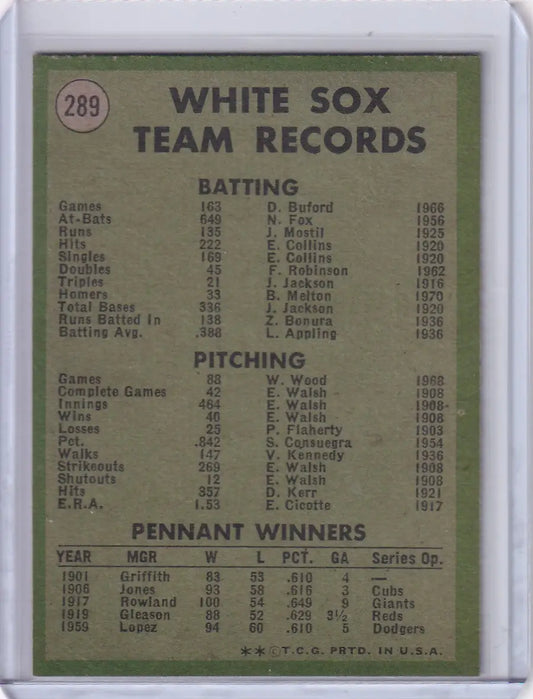 289
WHITE SOX
TEAM RECORDS
BATTING
Games 163 D. Buford 1966
At-Bats 649 N. Fox 1956
Runs 135 J. Mostil 1925
Hits 222 E. Collins 1920
Singles 169 E. Collins 1920
Doubles 45 F. Robinson 1962
Triples 21 J. Jackson 1916
Homers 33 B. Melton 1970
Total Bases 336 J. Jackson 1920
Runs Batted In 138 Z. Bonura 1936
Batting Avg. .388 L. Appling 1936
PITCHING
Games 88 W. Wood 1968
Complete Games 42 E. Walsh 1908
Innings 464 E. Walsh 1908
Wins 40 E. Walsh 1908
Losses 25 P. Flaherty 1903
Pct. .842 S. Consuegra 1954
Walks 147 V. Kennedy 1936
Strikeouts 269 E. Walsh 1908
Shutouts 12 E. Walsh 1908
Hits 357 D. Kerr 1921
E.R.A. 1.53 E. Cicotte 1917
PENNANT WINNERS
YEAR MGR W L PCT. GA Series Op.
1901 Griffith 83 53 .610 4 —
1906 Jones 93 58 .616 3 Cubs
1917 Rowland 100 54 .649 9 Giants
1919 Gleason 88 52 .629 3½ Reds
1959 Lopez 94 60 .610 5 Dodgers
**©T.C.G. PRTD. IN U.S.A.